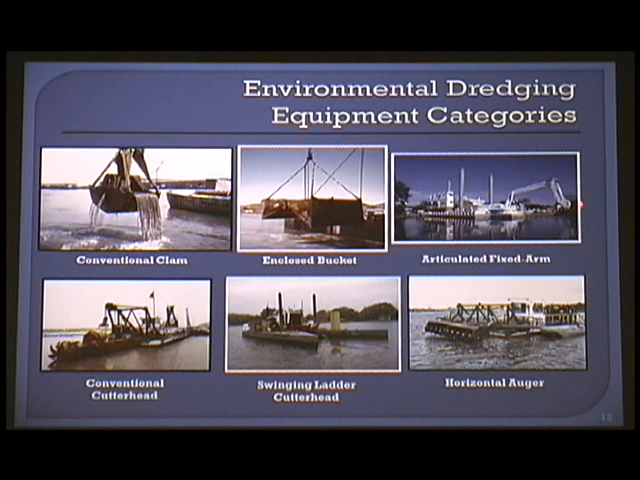 Environmental Dredging
Equipment Categories
Conventional Clam
Enclosed Bucket
Articulated Fixed-Arm
Conventional
Cutterhead
Swinging Ladder
Cutterhead
Horizontal Auger